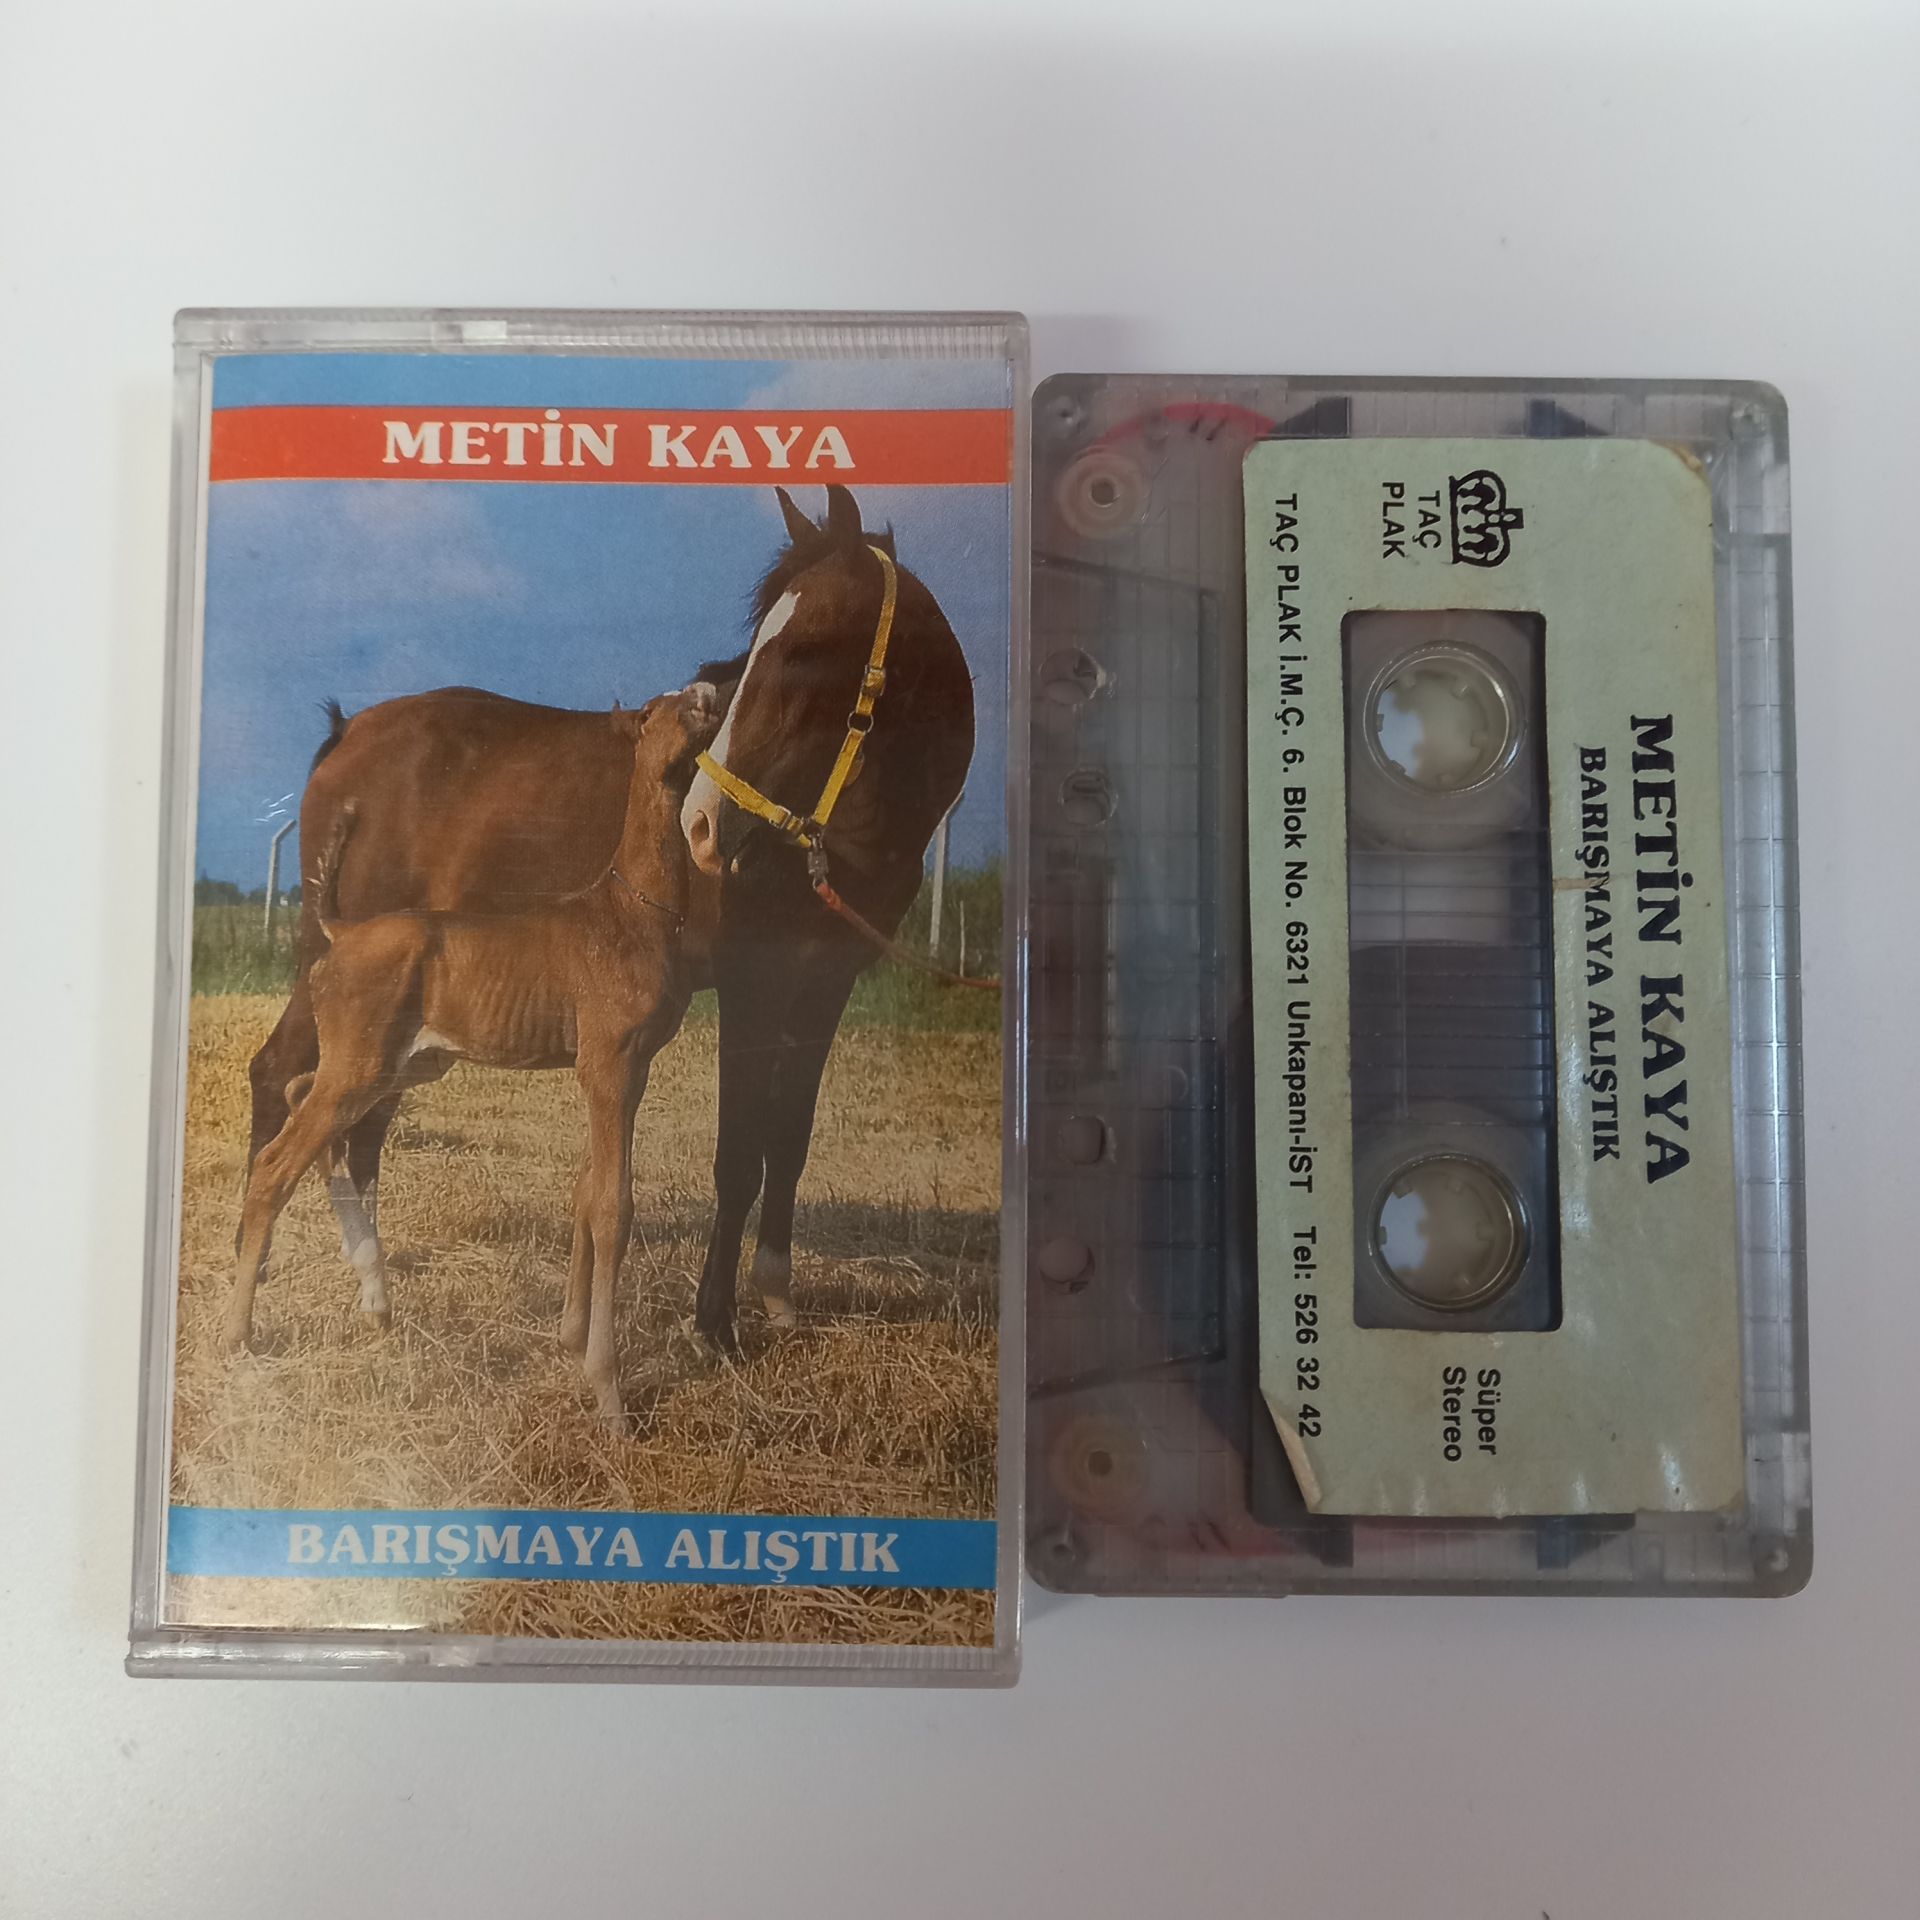 METİN KAYA
BARIŞMAYA ALIŞTIK
METİN KAYA
BARIŞMAYA ALIŞTIK
TAÇ
PLAK
Süper
Stereo
TAÇ PLAK İ.M.Ç. 6. Blok No. 6321 Unkapanı-İST Tel: 526 32 42